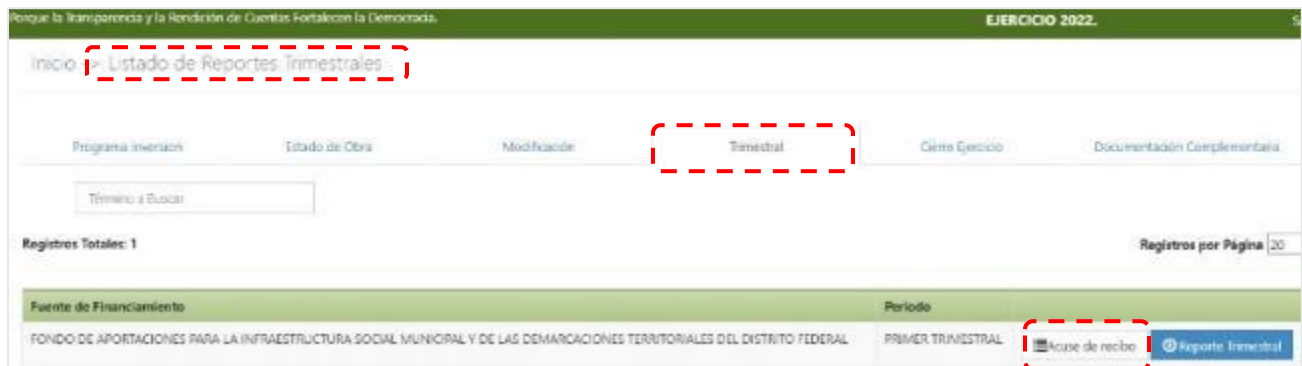 Porque la Transparencia y la Rendición de Cuentas Fortalecen la Democracia.
EJERCICIO 2022.
Inicio -> Listado de Reportes Trimestrales
Programa Inversion
Estado de Obra
Modificación
Trimestral
Cierre Ejercicio
Documentación Complementaria
Término a Buscar
Registros Totales: 1
Registros por Página 20
Fuente de Financiamiento
Periodo
FONDO DE APORTACIONES PARA LA INFRAESTRUCTURA SOCIAL MUNICIPAL Y DE LAS DEMARCACIONES TERRITORIALES DEL DISTRITO FEDERAL
PRIMER TRIMESTRAL
Acuse de recibo
Reporte Trimestral